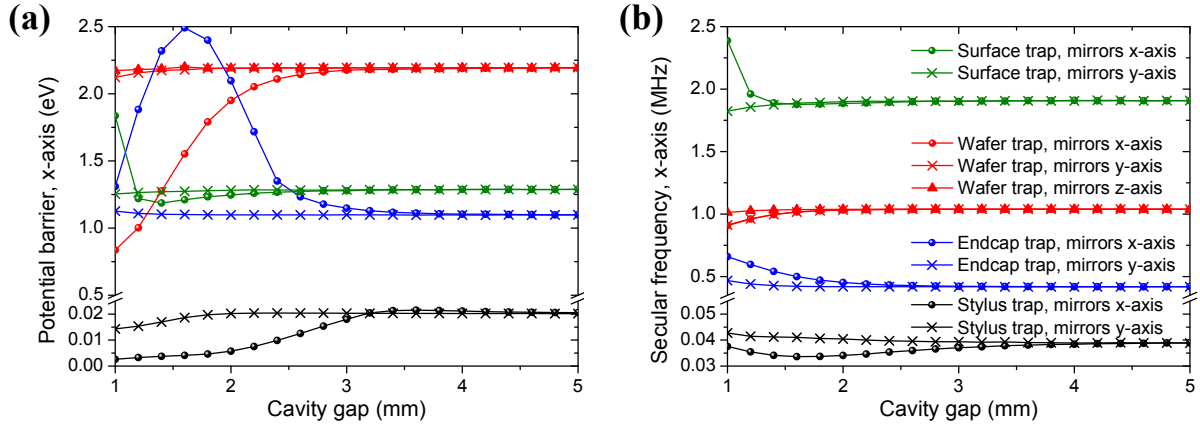 (a)
Potential barrier, x-axis (eV)
2.5
2.0
1.5
1.0
0.5
0.02
0.01
0.00
1 2 3 4 5
Cavity gap (mm)
(b)
Secular frequency, x-axis (MHz)
2.5
2.0
1.5
1.0
0.5
0.05
0.04
0.03
1 2 3 4 5
Cavity gap (mm)
Surface trap, mirrors x-axis
Surface trap, mirrors y-axis
Wafer trap, mirrors x-axis
Wafer trap, mirrors y-axis
Wafer trap, mirrors z-axis
Endcap trap, mirrors x-axis
Endcap trap, mirrors y-axis
Stylus trap, mirrors x-axis
Stylus trap, mirrors y-axis